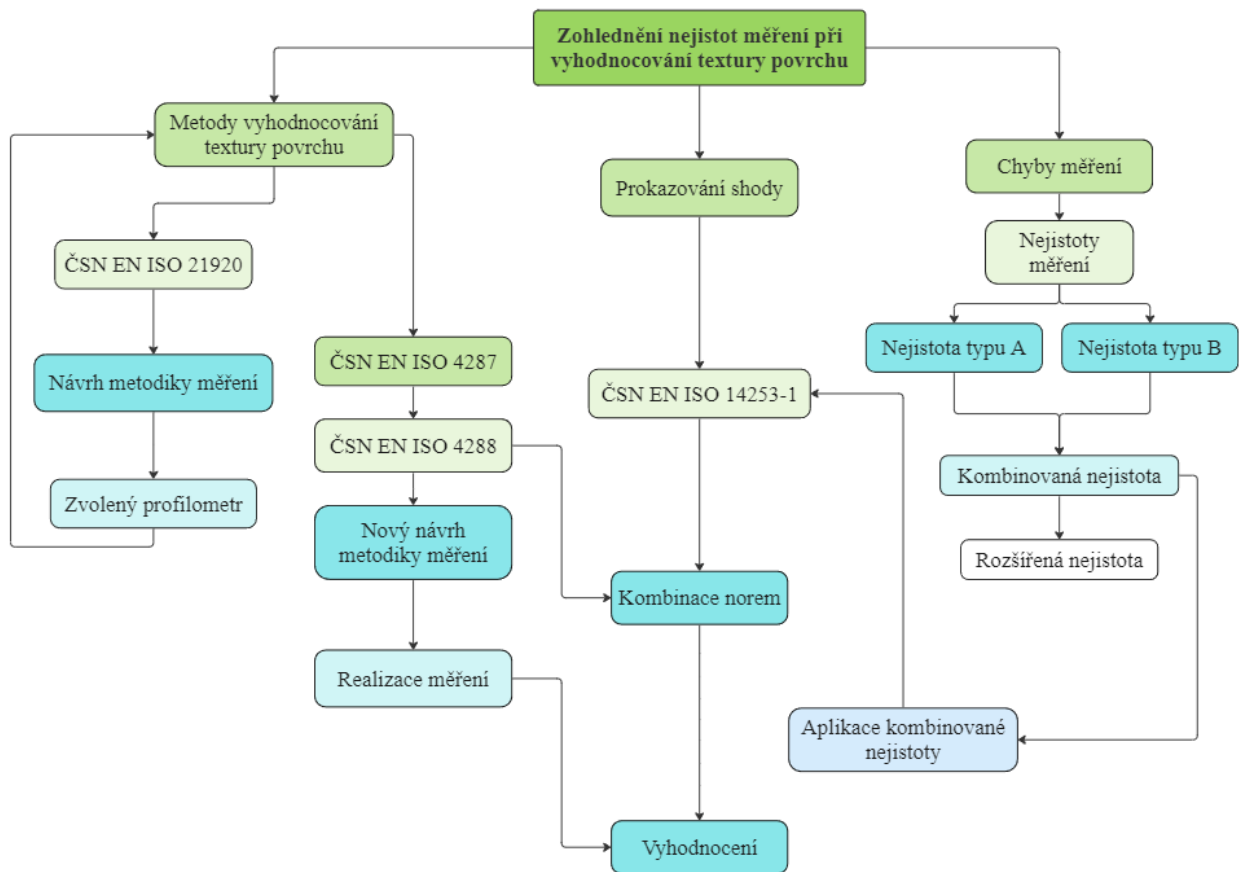 Zohlednění nejistot měření při
vyhodnocování textury povrchu
Metody vyhodnocování
textury povrchu
Prokazování shody
Chyby měření
ČSN EN ISO 21920
Nejistoty
měření
Návrh metodiky měření
ČSN EN ISO 4287
Nejistota typu A
Nejistota typu B
ČSN EN ISO 14253-1
ČSN EN ISO 4288
Kombinovaná nejistota
Zvolený profilometr
Nový návrh
metodiky měření
Rozšířená nejistota
Kombinace norem
Realizace měření
Aplikace kombinované
nejistoty
Vyhodnocení